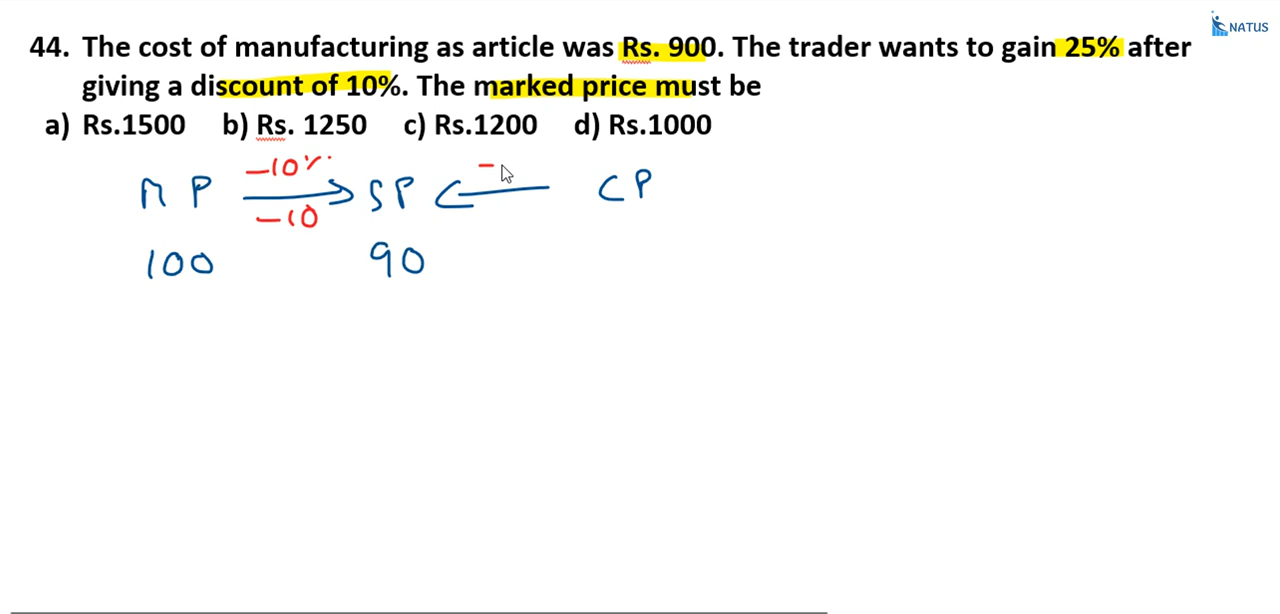 NATUS
44. The cost of manufacturing as article was Rs. 900. The trader wants to gain 25% after
giving a discount of 10%. The marked price must be
a) Rs.1500 b) Rs. 1250 c) Rs.1200 d) Rs.1000
-10%
MP SP CP
-10
100 90